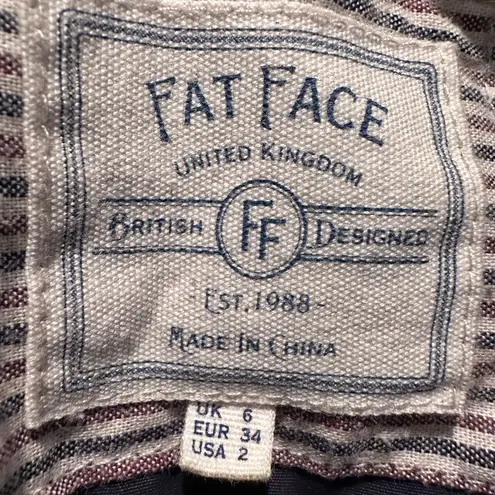 FAT FACE
UNITED KINGDOM
BRITISH FF DESIGNED
- EST. 1988 -
MADE IN CHINA
UK 6
EUR 34
USA 2